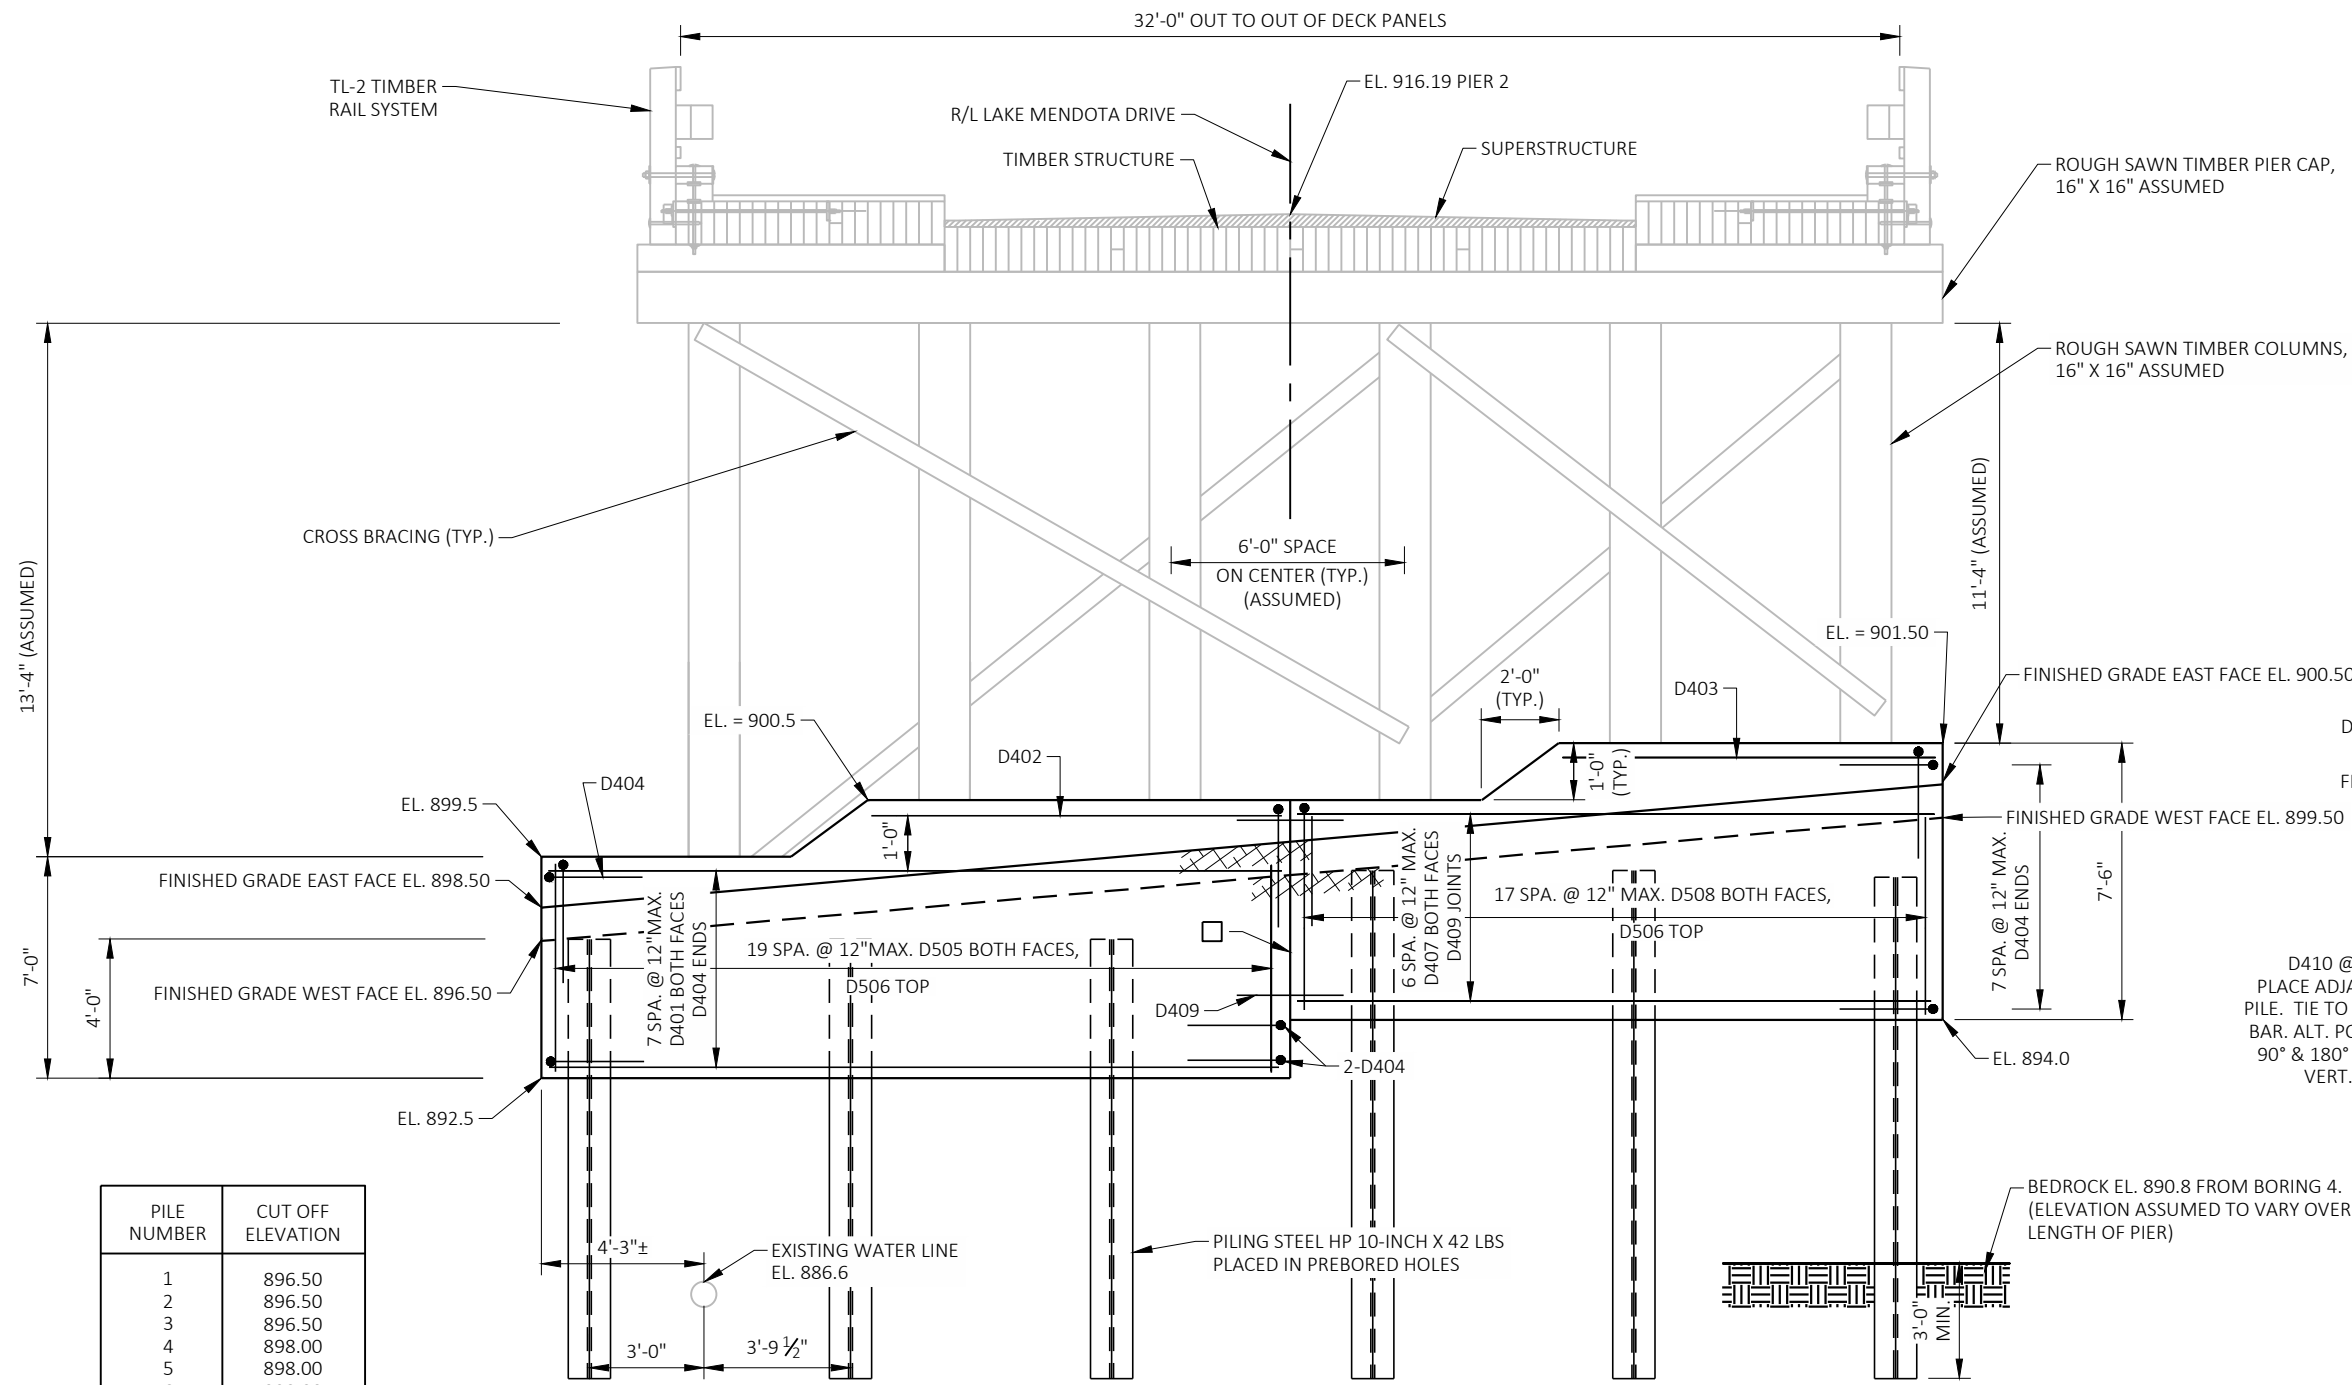 32'-0" OUT TO OUT OF DECK PANELS
TL-2 TIMBER
RAIL SYSTEM
EL. 916.19 PIER 2
R/L LAKE MENDOTA DRIVE
TIMBER STRUCTURE
SUPERSTRUCTURE
ROUGH SAWN TIMBER PIER CAP,
16" X 16" ASSUMED
ROUGH SAWN TIMBER COLUMNS,
16" X 16" ASSUMED
CROSS BRACING (TYP.)
6'-0" SPACE
ON CENTER (TYP.)
(ASSUMED)
13'-4" (ASSUMED)
11'-4" (ASSUMED)
EL. = 901.50
FINISHED GRADE EAST FACE EL. 900.50
2'-0"
(TYP.)
D403
EL. = 900.5
D402
1'-0"
(TYP.)
D404
EL. 899.5
1'-0"
FINISHED GRADE WEST FACE EL. 899.50
FINISHED GRADE EAST FACE EL. 898.50
7 SPA. @ 12"MAX.
D401 BOTH FACES
D404 ENDS
6 SPA. @ 12" MAX.
D407 BOTH FACES
D409 JOINTS
17 SPA. @ 12" MAX. D508 BOTH FACES,
D506 TOP
7 SPA. @ 12" MAX.
D404 ENDS
7'-6"
19 SPA. @ 12"MAX. D505 BOTH FACES,
D506 TOP
7'-0"
4'-0"
FINISHED GRADE WEST FACE EL. 896.50
D409
D410 @
PLACE ADJA
PILE. TIE TO
BAR. ALT. PO
90° & 180°
VERT.
2-D404
EL. 894.0
EL. 892.5
BEDROCK EL. 890.8 FROM BORING 4.
(ELEVATION ASSUMED TO VARY OVER
LENGTH OF PIER)
4'-3"±
EXISTING WATER LINE
EL. 886.6
PILING STEEL HP 10-INCH X 42 LBS
PLACED IN PREBORED HOLES
3'-0"
MIN.
3'-0"
3'-9 1/2"
PILE NUMBER CUT OFF ELEVATION
1 896.50
2 896.50
3 896.50
4 898.00
5 898.00